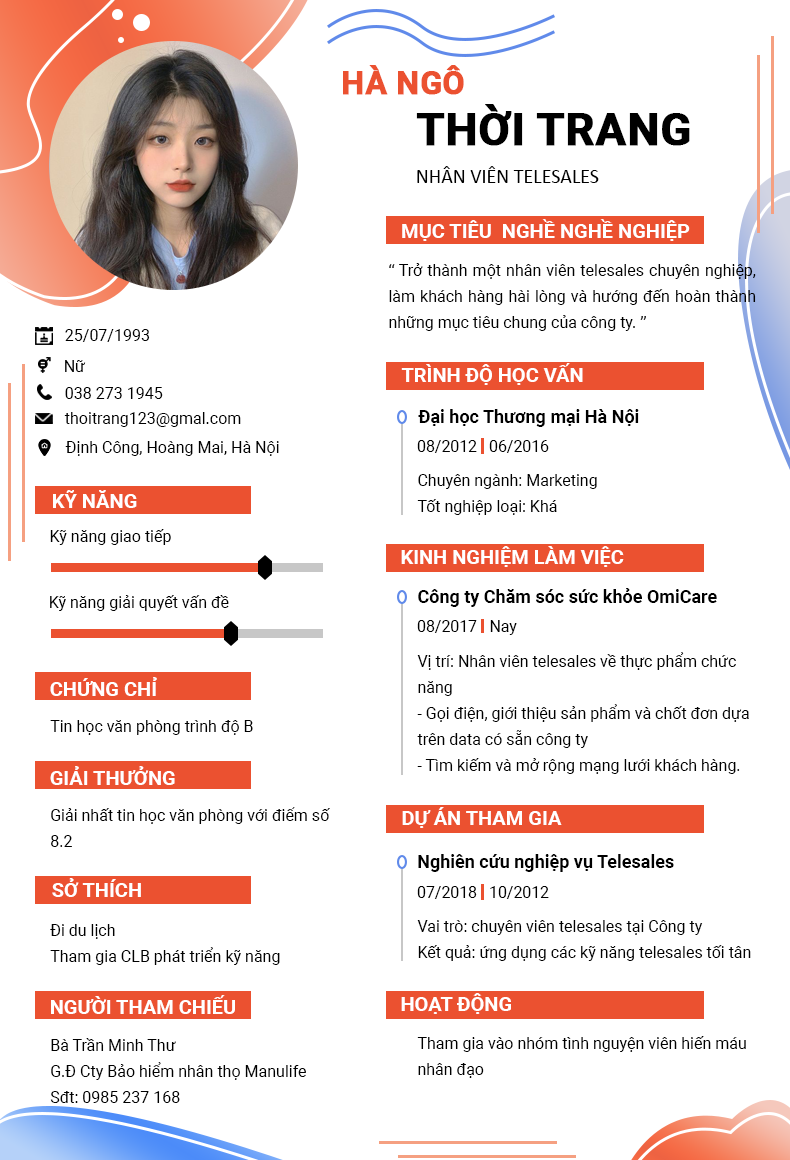 HÀ NGÔ
THỜI TRANG
NHÂN VIÊN TELESALES
25/07/1993
Nữ
038 273 1945
thoitrang123@gmal.com
Định Công, Hoàng Mai, Hà Nội
KỸ NĂNG
Kỹ năng giao tiếp
Kỹ năng giải quyết vấn đề
CHỨNG CHỈ
Tin học văn phòng trình độ B
GIẢI THƯỞNG
Giải nhất tin học văn phòng với điếm số
8.2
SỞ THÍCH
Đi du lịch
Tham gia CLB phát triển kỹ năng
NGƯỜI THAM CHIẾU
Bà Trần Minh Thư
G.Đ Cty Bảo hiểm nhân thọ Manulife
Sđt: 0985 237 168
MỤC TIÊU  NGHỀ NGHỀ NGHIỆP
“ Trở thành một nhân viên telesales chuyên nghiệp,
làm khách hàng hài lòng và hướng đến hoàn thành
những mục tiêu chung của công ty. ”
TRÌNH ĐỘ HỌC VẤN
Đại học Thương mại Hà Nội
08/2012 | 06/2016
Chuyên ngành: Marketing
Tốt nghiệp loại: Khá
KINH NGHIỆM LÀM VIỆC
Công ty Chăm sóc sức khỏe OmiCare
08/2017 | Nay
Vị trí: Nhân viên telesales về thực phẩm chức
năng
- Gọi điện, giới thiệu sản phẩm và chốt đơn dựa
trên data có sẵn công ty
- Tìm kiếm và mở rộng mạng lưới khách hàng.
DỰ ÁN THAM GIA
Nghiên cứu nghiệp vụ Telesales
07/2018 | 10/2012
Vai trò: chuyên viên telesales tại Công ty
Kết quả: ứng dụng các kỹ năng telesales tối tân
HOẠT ĐỘNG
Tham gia vào nhóm tình nguyện viên hiến máu
nhân đạo